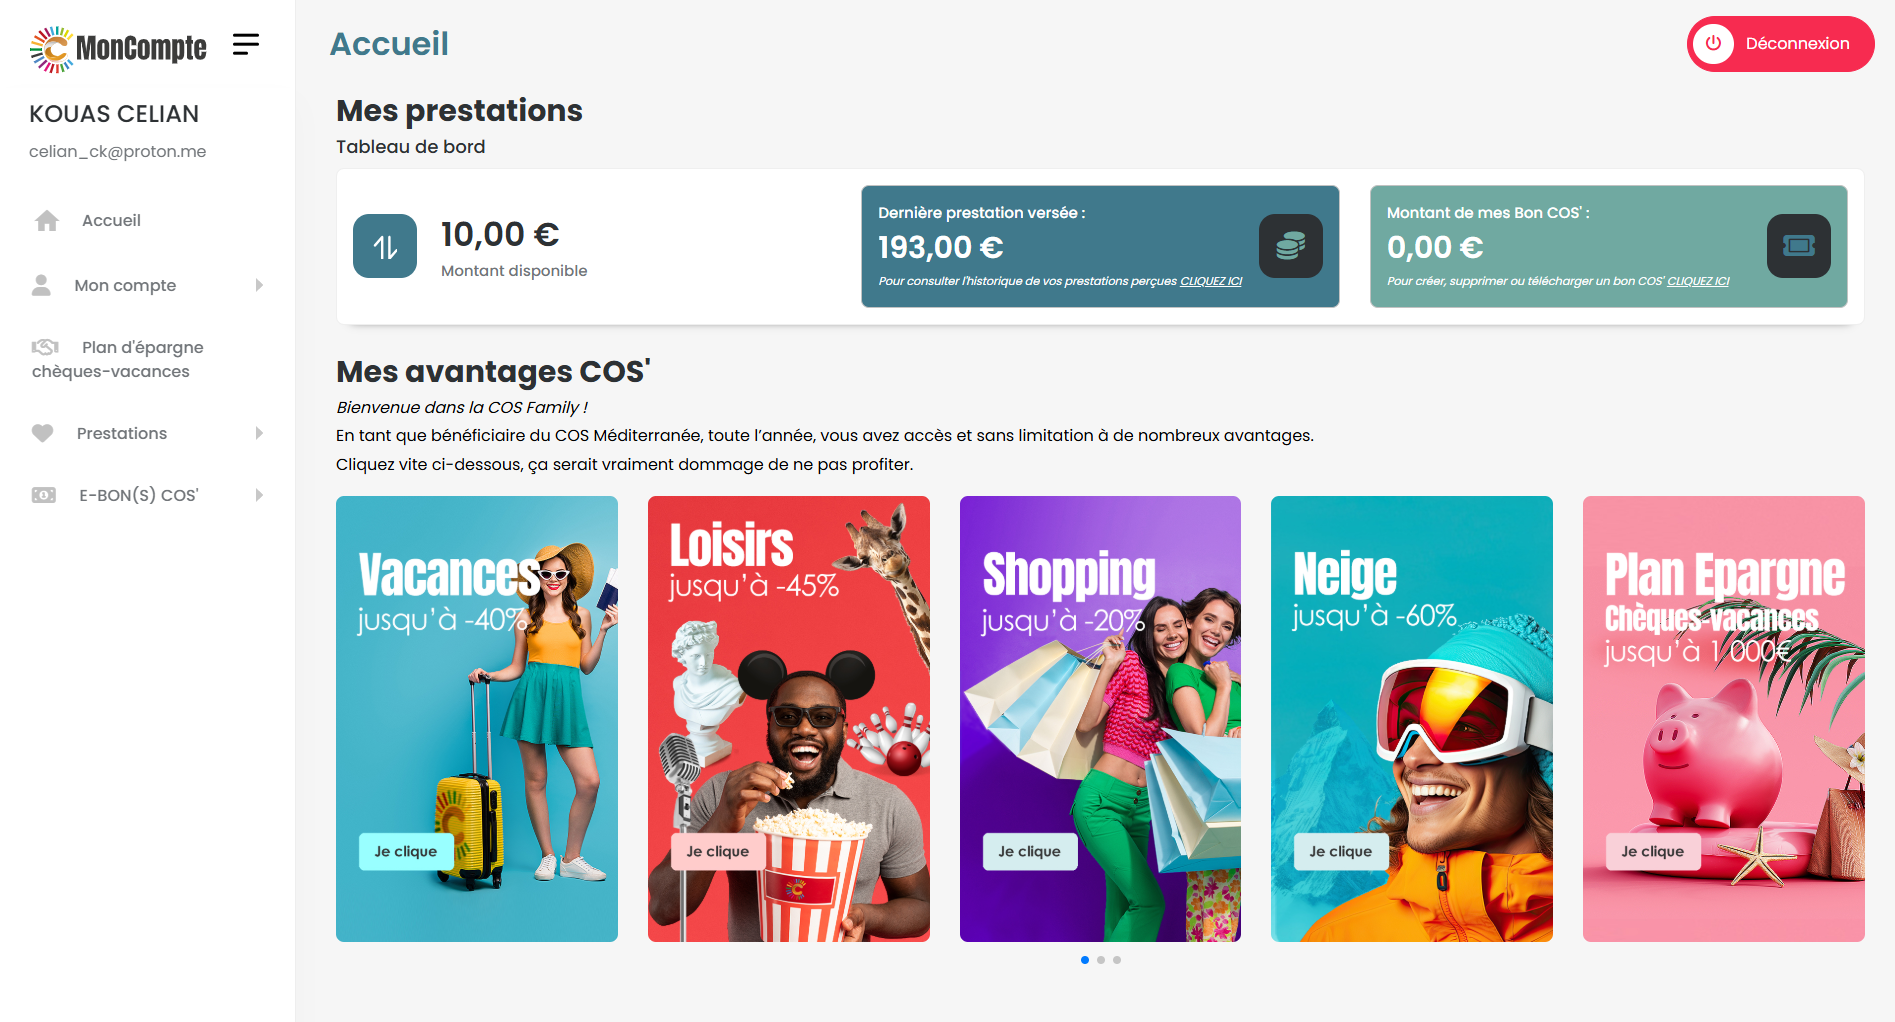 MonCompte
KOUAS CELIAN
celian_ck@proton.me
Accueil
Mon compte
Plan d'épargne
chèques-vacances
Prestations
E-BON(S) COS'
Accueil
Déconnexion
Mes prestations
Tableau de bord
10,00 €
Montant disponible
Dernière prestation versée :
193,00 €
Pour consulter l'historique de vos prestations perçues CLIQUEZ ICI
Montant de mes Bon COS' :
0,00 €
Pour créer, supprimer ou télécharger un bon COS' CLIQUEZ ICI
Mes avantages COS'
Bienvenue dans la COS Family !
En tant que bénéficiaire du COS Méditerranée, toute l’année, vous avez accès et sans limitation à de nombreux avantages.
Cliquez vite ci-dessous, ça serait vraiment dommage de ne pas profiter.
Vacances
jusqu’à -40%
Je clique
Loisirs
jusqu’à -45%
Je clique
Shopping
jusqu’à -20%
Je clique
Neige
jusqu’à -60%
Je clique
Plan Epargne
Chèques-vacances
jusqu’à 1 000€
Je clique